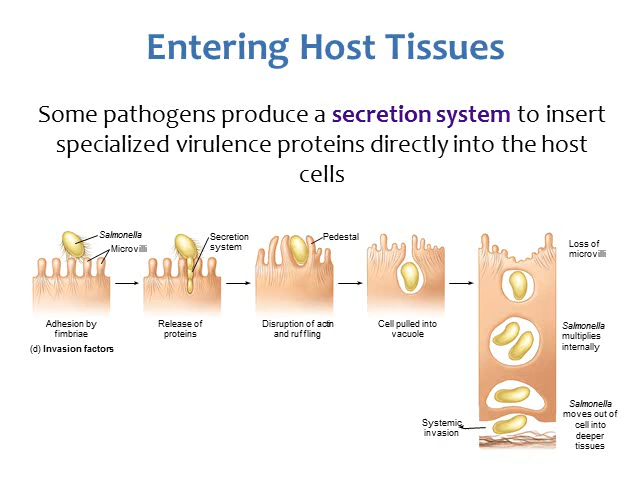 Entering Host Tissues
Some pathogens produce a secretion system to insert
specialized virulence proteins directly into the host
cells
Salmonella
Microvilli
Secretion
system
Pedestal
Loss of
microvilli
Adhesion by
fimbriae
Release of
proteins
Disruption of actin
and ruffling
Cell pulled into
vacuole
Salmonella
multiplies
internally
(d) Invasion factors
Salmonella
moves out of
cell into
deeper
tissues
Systemic
invasion